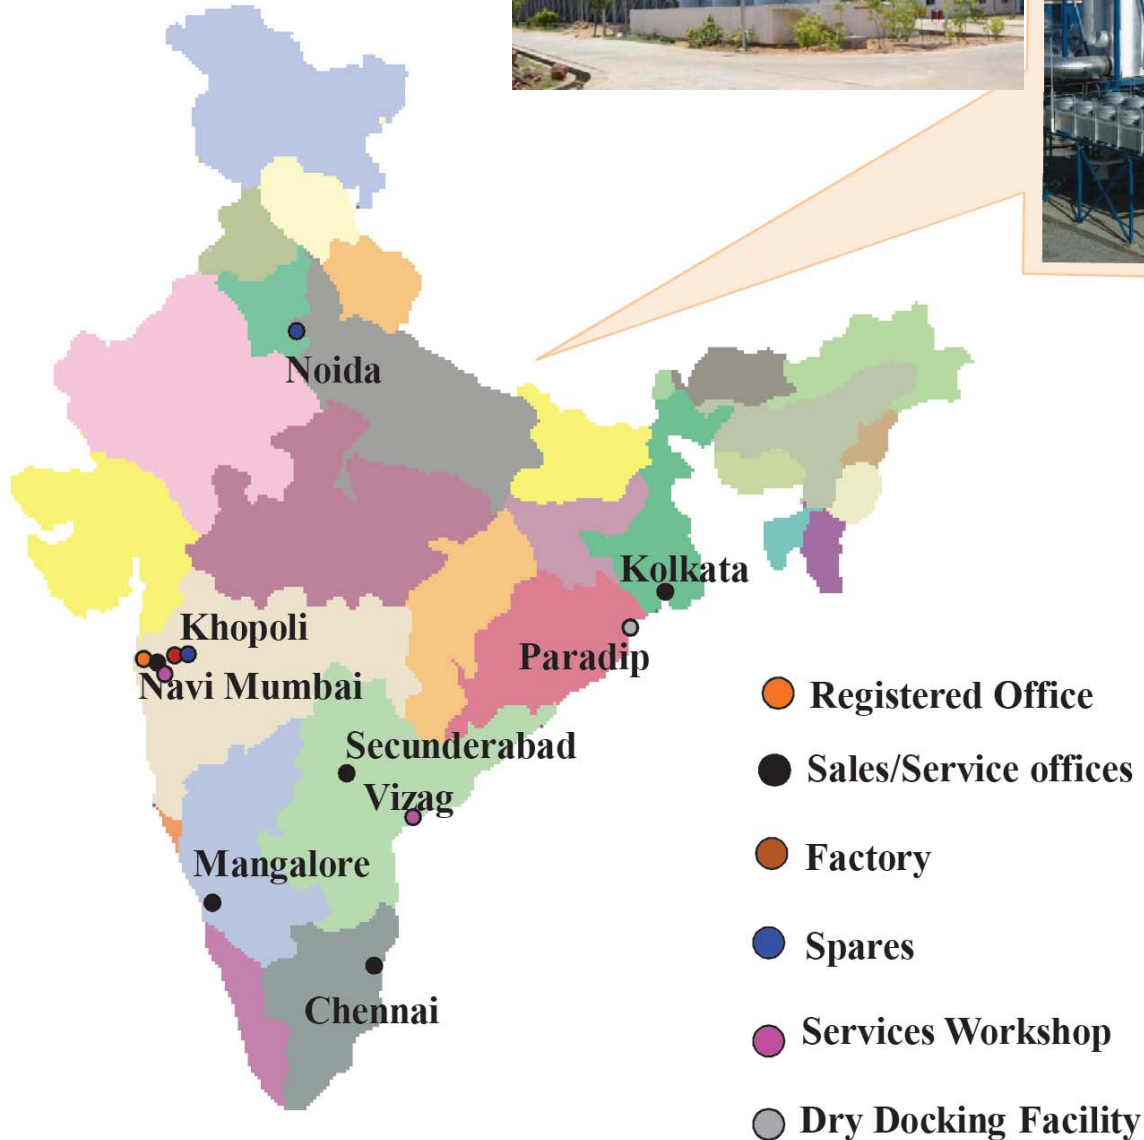 Noida
Kolkata
Khopoli
Paradip
Navi Mumbai
Registered Office
Secunderabad
Sales/Service offices
Vizag
Mangalore
Factory
Spares
Chennai
Services Workshop
Dry Docking Facility